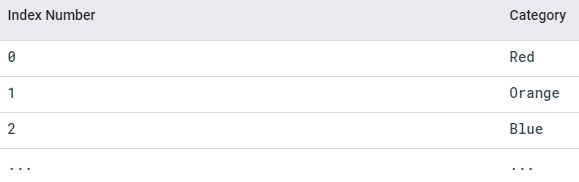 Index Number Category
0 Red
1 Orange
2 Blue
... ...